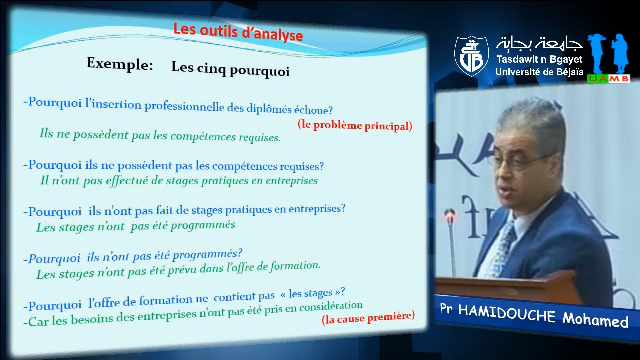 Les outils d'analyse
Exemple: Les cinq pourquoi
-Pourquoi l'insertion professionnelle des diplômés échoue?
(le problème principal)
Ils ne possèdent pas les compétences requises.
-Pourquoi ils ne possèdent pas les compétences requises?
Il n'ont pas effectué de stages pratiques en entreprises
-Pourquoi ils n'ont pas fait de stages pratiques en entreprises?
Les stages n'ont pas été programmés
-Pourquoi ils n'ont pas été programmés?
Les stages n'ont pas été prévu dans l'offre de formation.
-Pourquoi l'offre de formation ne contient pas « les stages »?
-Car les besoins des entreprises n'ont pas été pris en considération
(la cause première)
جامعة بجاية
Tasdawit n Bgayet
Université de Béjaïa
UAMB
Pr HAMIDOUCHE Mohamed